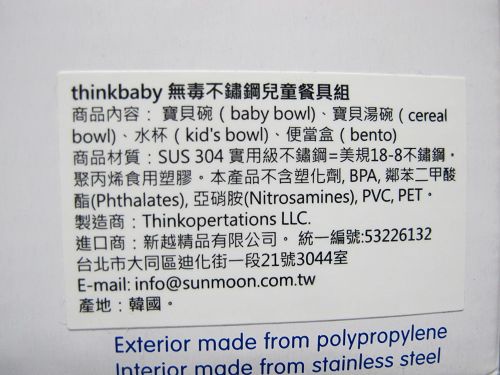 thinkbaby 無毒不鏽鋼兒童餐具組
商品內容： 寶貝碗 ( baby bowl)、寶貝湯碗 (cereal
bowl)、水杯 ( kid's bowl)、便當盒 (bento)
商品材質：SUS 304 實用級不鏽鋼=美規18-8不鏽鋼，
聚丙烯食用塑膠。本產品不含塑化劑, BPA, 鄰苯二甲酸
酯(Phthalates), 亞硝胺(Nitrosamines), PVC, PET。
製造商：Thinkopertations LLC.
進口商：新越精品有限公司。 統一編號:53226132
台北市大同區迪化街一段21號3044室
E-mail: info@sunmoon.com.tw
產地：韓國。
Exterior made from polypropylene
Interior made from stainless steel